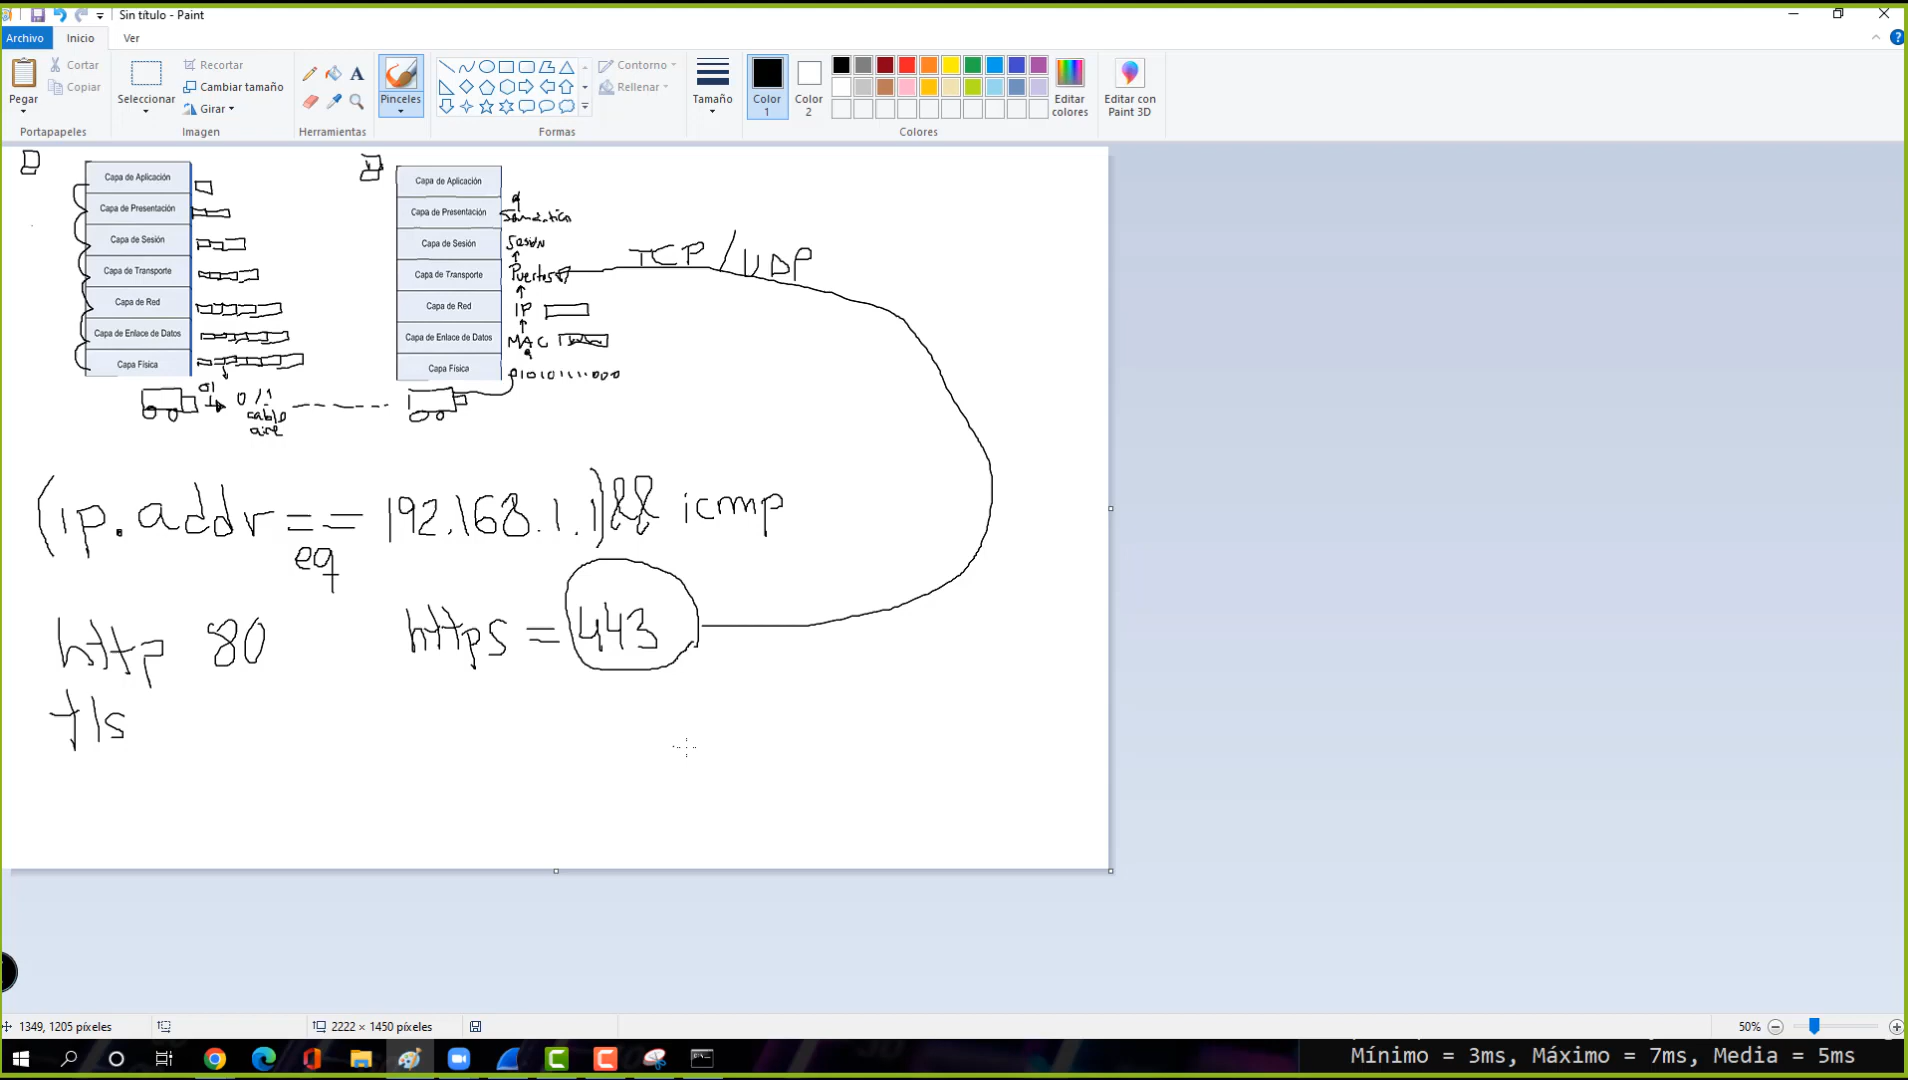 Sin título - Paint
Archivo
Inicio
Ver
Pegar
Cortar
Copiar
Portapapeles
Seleccionar
Recortar
Cambiar tamaño
Girar
Imagen
Herramientas
Pinceles
Contorno
Rellenar
Formas
Tamaño
Color 1
Color 2
Editar colores
Editar con Paint 3D
Colores
Capa de Aplicación
Capa de Presentación
Capa de Sesión
Capa de Transporte
Capa de Red
Capa de Enlace de Datos
Capa Física
01
0 / 1
cable
aire
Capa de Aplicación
Capa de Presentación
Capa de Sesión
Capa de Transporte
Capa de Red
Capa de Enlace de Datos
Capa Física
Sesión
Puertos
IP
MAC
TCP / UDP
(ip.addr == 192.168.1.1) && icmp
eq
http 80
https = 443
tls
1349, 1205 píxeles
2222 × 1450 píxeles
50%
Mínimo = 3ms, Máximo = 7ms, Media = 5ms